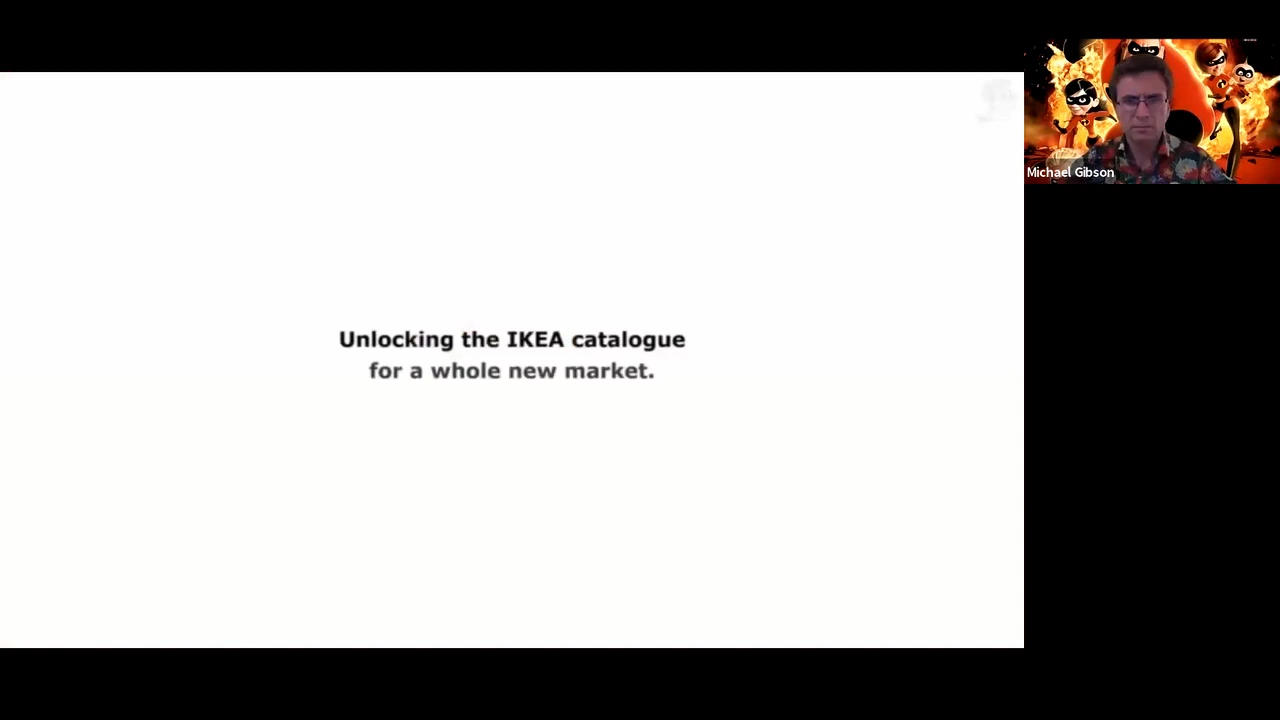 Unlocking the IKEA catalogue
for a whole new market.
Michael Gibson